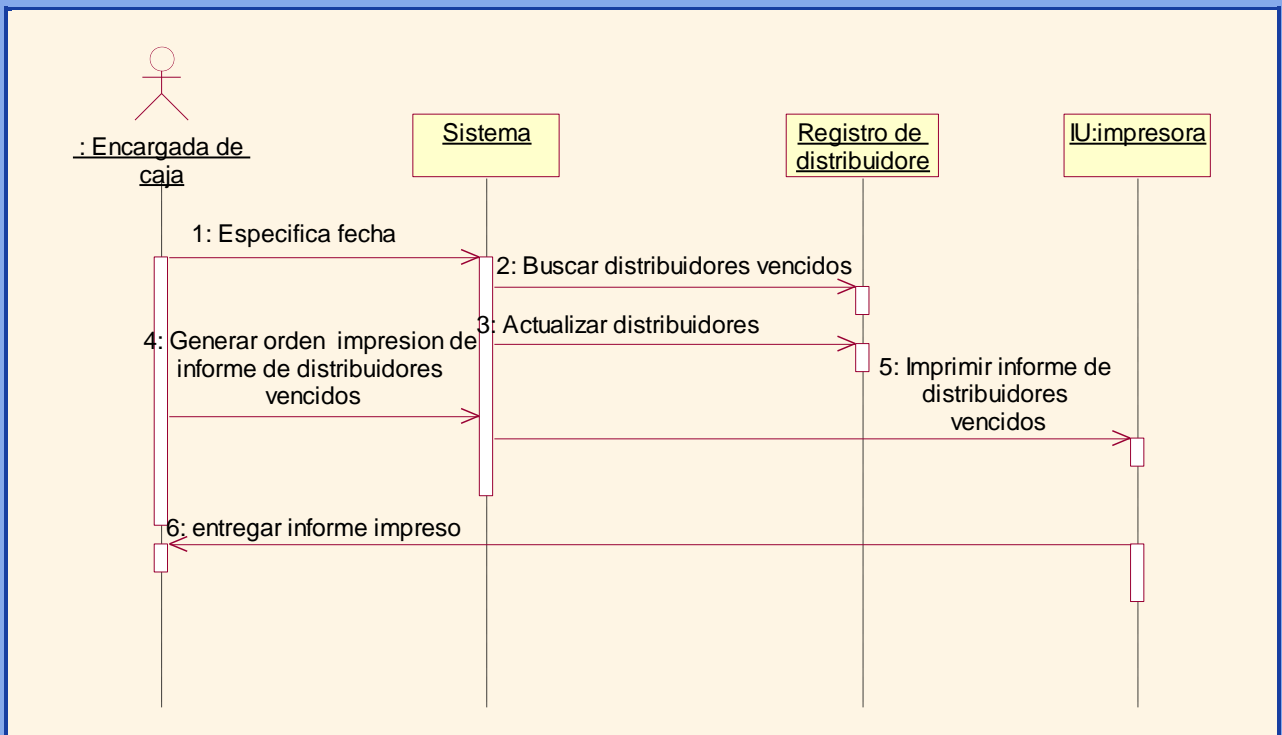 : Encargada de
caja
Sistema
Registro de
distribuidore
IU:impresora
1: Especifica fecha
2: Buscar distribuidores vencidos
3: Actualizar distribuidores
4: Generar orden impresion de
informe de distribuidores
vencidos
5: Imprimir informe de
distribuidores
vencidos
6: entregar informe impreso